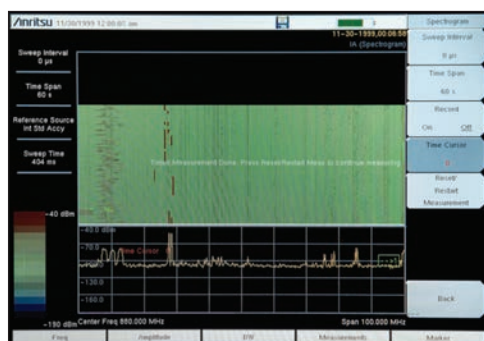 Anritsu 11/30/1999 12:00:01 am
Spectrogram
11-30-1999,00:06:58
IA (Spectrogram)
Sweep Interval
0 µs
Time Span
60 s
Reference Source
Int Std Accy
Sweep Time
404 ms
Sweep Interval
0 µs
Time Span
60 s
Record
On Off
Time Cursor
0
Reset/
Restart
Measurement
Back
Timed Measurement Done. Press Reset/Restart Meas to continue measuring
-40 dBm
-190 dBm
-40.0 dBm
-70.0
Time Cursor
-130.0
-160.0
Center Freq 880.000 MHz
Span 100.000 MHz
Freq
Amplitude
BW
Measurements
Marker